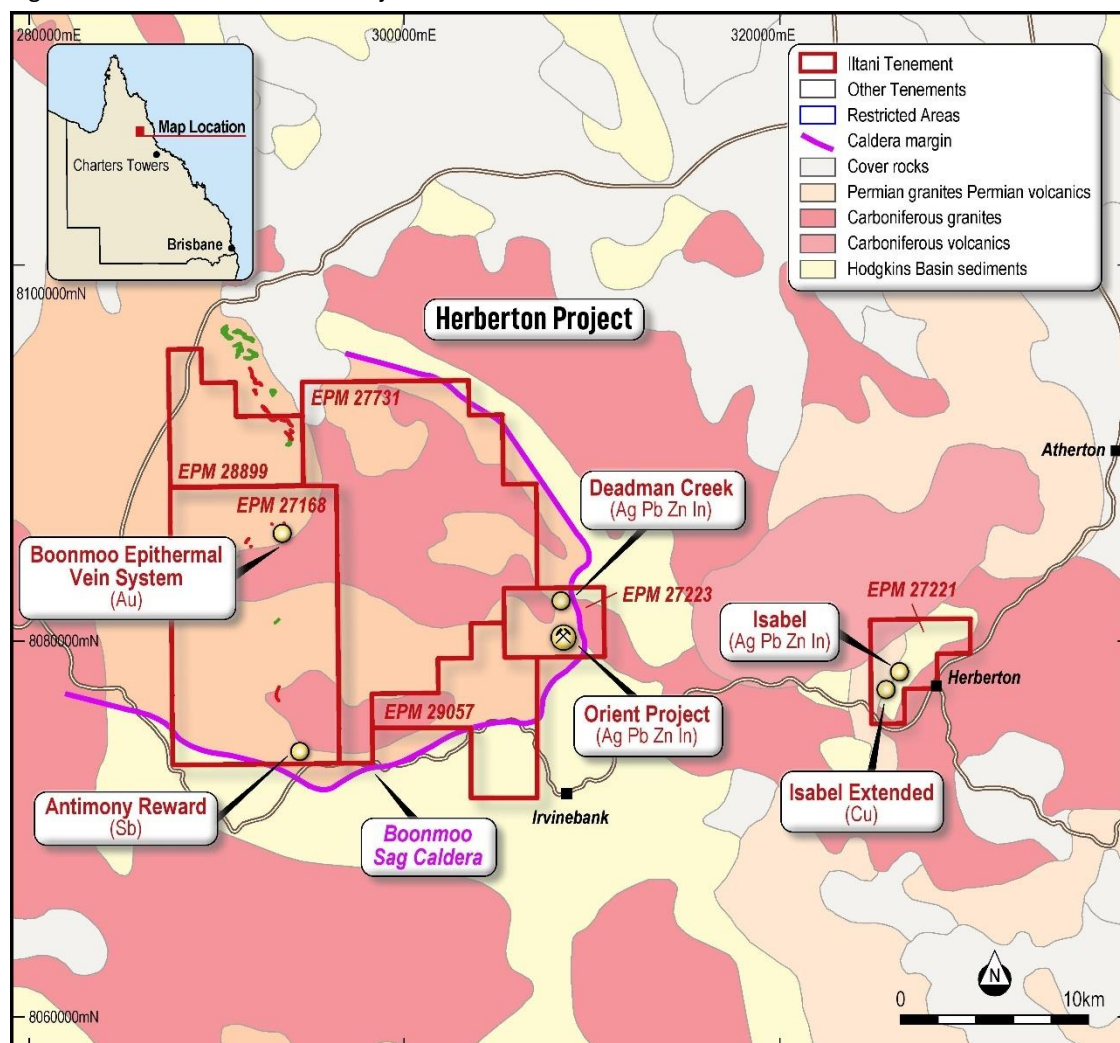 280000mE
300000mE
320000mE
Map Location
Charters Towers
Brisbane
Iltani Tenement
Other Tenements
Restricted Areas
Caldera margin
Cover rocks
Permian granites Permian volcanics
Carboniferous granites
Carboniferous volcanics
Hodgkins Basin sediments
8100000mN
Herberton Project
EPM 27731
Atherton
EPM 28899
Deadman Creek
(Ag Pb Zn In)
EPM 27168
Boonmoo Epithermal
Vein System
(Au)
EPM 27223
EPM 27221
Isabel
(Ag Pb Zn In)
8080000mN
Herberton
EPM 29057
Orient Project
(Ag Pb Zn In)
Antimony Reward
(Sb)
Isabel Extended
(Cu)
Irvinebank
Boonmoo
Sag Caldera
N
0 10km
8060000mN